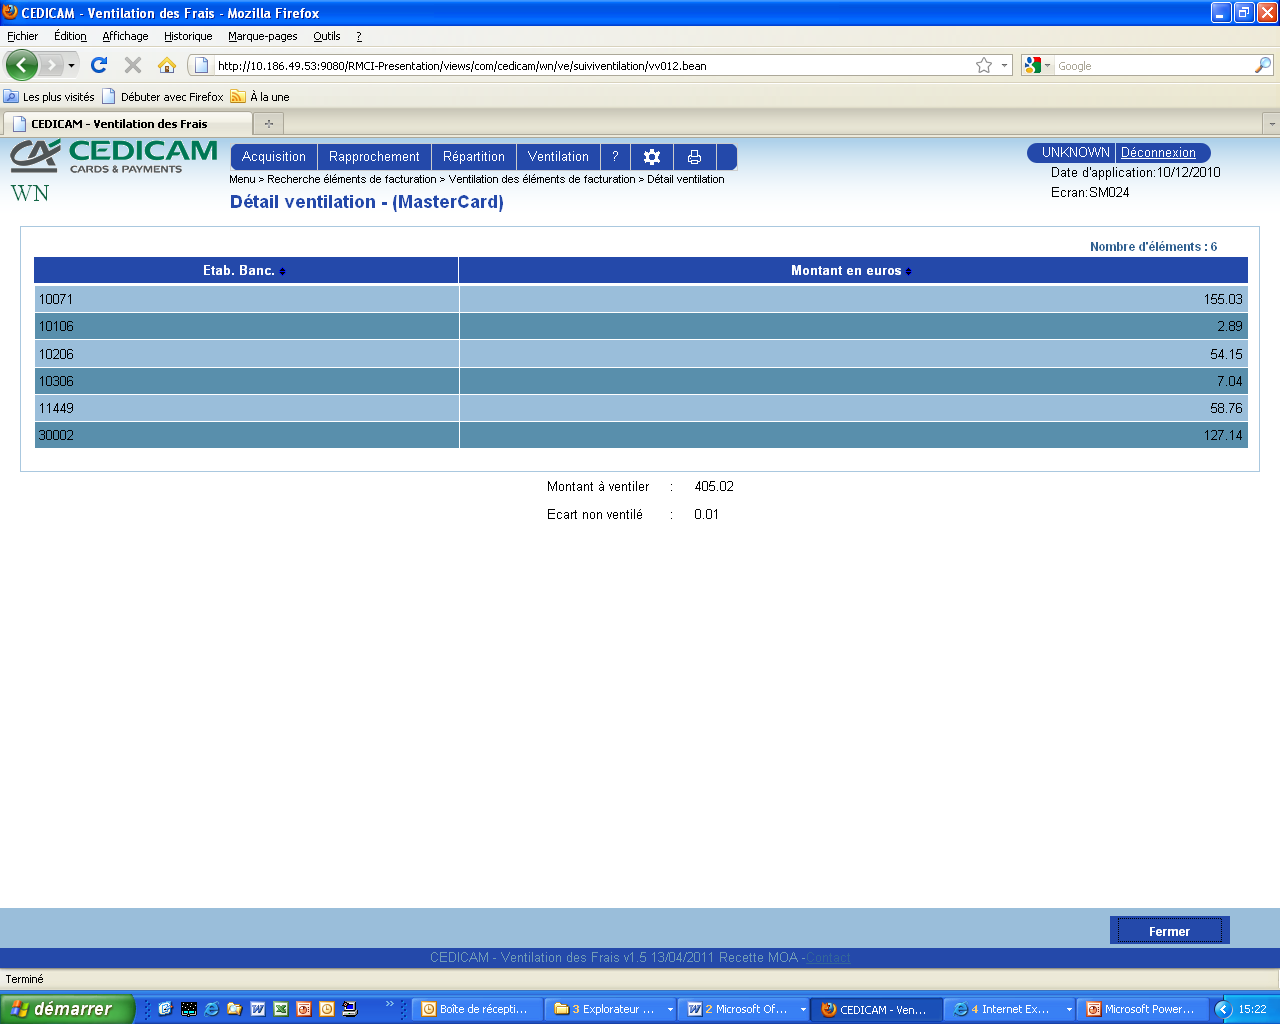 CEDICAM - Ventilation des Frais - Mozilla Firefox
Fichier Édition Affichage Historique Marque-pages Outils ?
http://10.186.49.53:9080/RMCI-Presentation/views/com/cedicam/wn/ve/suiviventilation/vv012.bean
Google
Les plus visités Débuter avec Firefox À la une
CEDICAM - Ventilation des Frais
CA CEDICAM
CARDS & PAYMENTS
WN
Acquisition Rapprochement Répartition Ventilation ?
UNKNOWN Déconnexion
Menu > Recherche éléments de facturation > Ventilation des éléments de facturation > Détail ventilation
Date d'application:10/12/2010
Ecran:SM024
Détail ventilation - (MasterCard)
Nombre d'éléments : 6
Etab. Banc. Montant en euros
10071 155.03
10106 2.89
10206 54.15
10306 7.04
11449 58.76
30002 127.14
Montant à ventiler : 405.02
Ecart non ventilé : 0.01
Fermer
CEDICAM - Ventilation des Frais v1.5 13/04/2011 Recette MOA -Contact
Terminé
démarrer
Boîte de récepti...
3 Explorateur ...
2 Microsoft Of...
CEDICAM - Ven...
4 Internet Ex...
Microsoft Power...
15:22